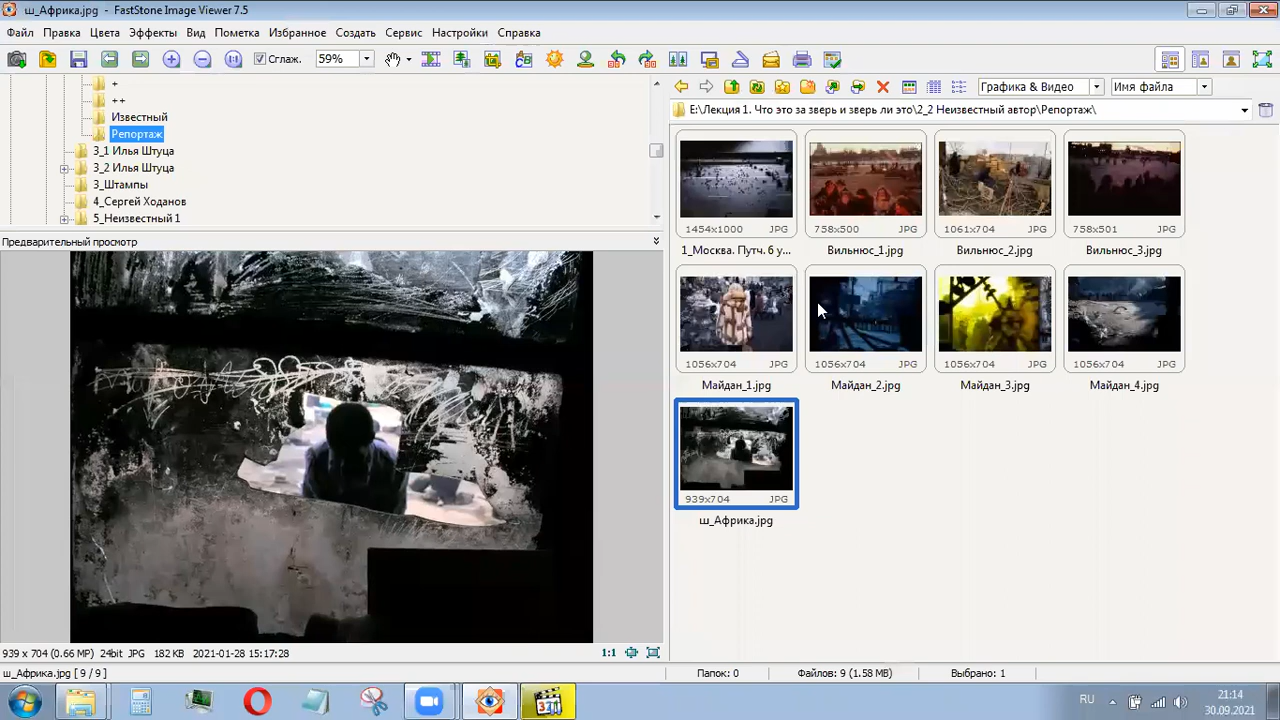 ш_Африка.jpg - FastStone Image Viewer 7.5
Файл Правка Цвета Эффекты Вид Пометка Избранное Создать Сервис Настройки Справка
Сглаж. 59%
Графика & Видео Имя файла
E:\Лекция 1. Что это за зверь и зверь ли это\2_2 Неизвестный автор\Репортаж\
+
++
Известный
Репортаж
3_1 Илья Штуца
3_2 Илья Штуца
3_Штампы
4_Сергей Ходанов
5_Неизвестный 1
Предварительный просмотр
1454x1000 JPG 758x500 JPG 1061x704 JPG 758x501 JPG
1_Москва. Путч. 6 у... Вильнюс_1.jpg Вильнюс_2.jpg Вильнюс_3.jpg
1056x704 JPG 1056x704 JPG 1056x704 JPG 1056x704 JPG
Майдан_1.jpg Майдан_2.jpg Майдан_3.jpg Майдан_4.jpg
939x704 JPG
ш_Африка.jpg
939 x 704 (0.66 MP) 24bit JPG 182 KB 2021-01-28 15:17:28 1:1
ш_Африка.jpg [ 9 / 9 ] Папок: 0 Файлов: 9 (1.58 MB) Выбрано: 1
RU 21:14
30.09.2021
321